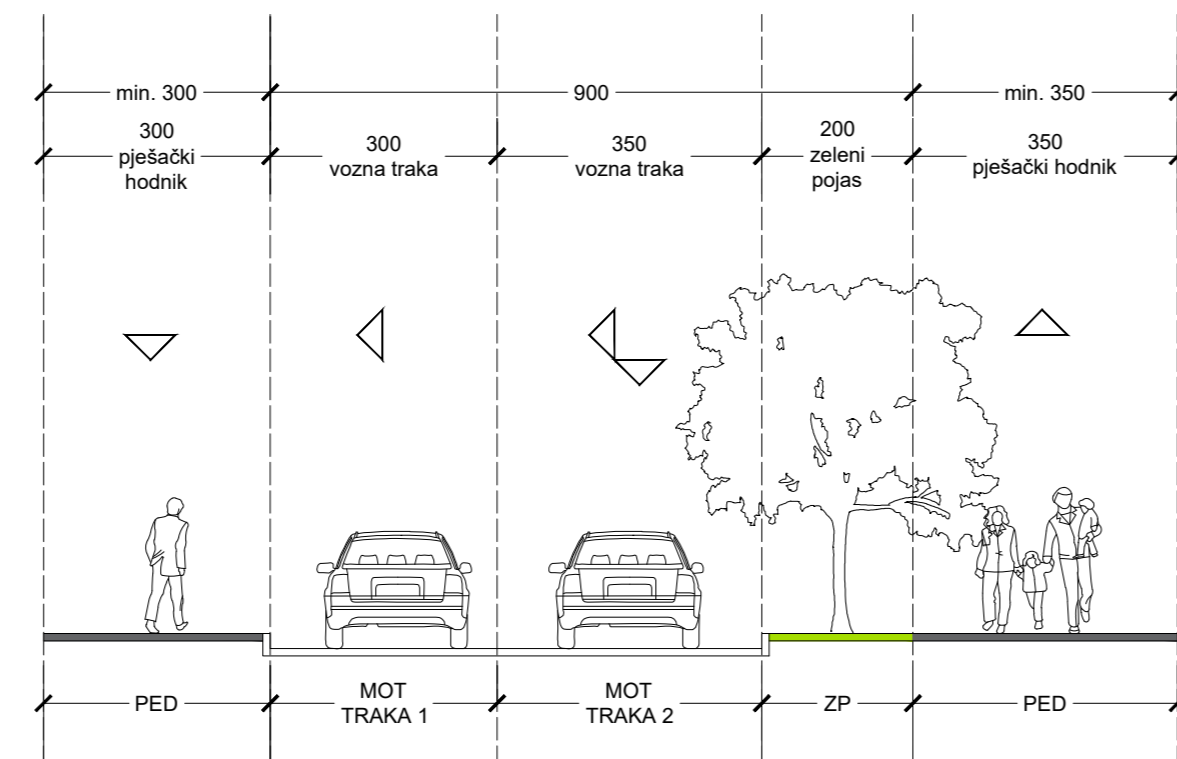 min. 300
900
min. 350
300
pješački
hodnik
300
vozna traka
350
vozna traka
200
zeleni
pojas
350
pješački hodnik
PED
MOT
TRAKA 1
MOT
TRAKA 2
ZP
PED